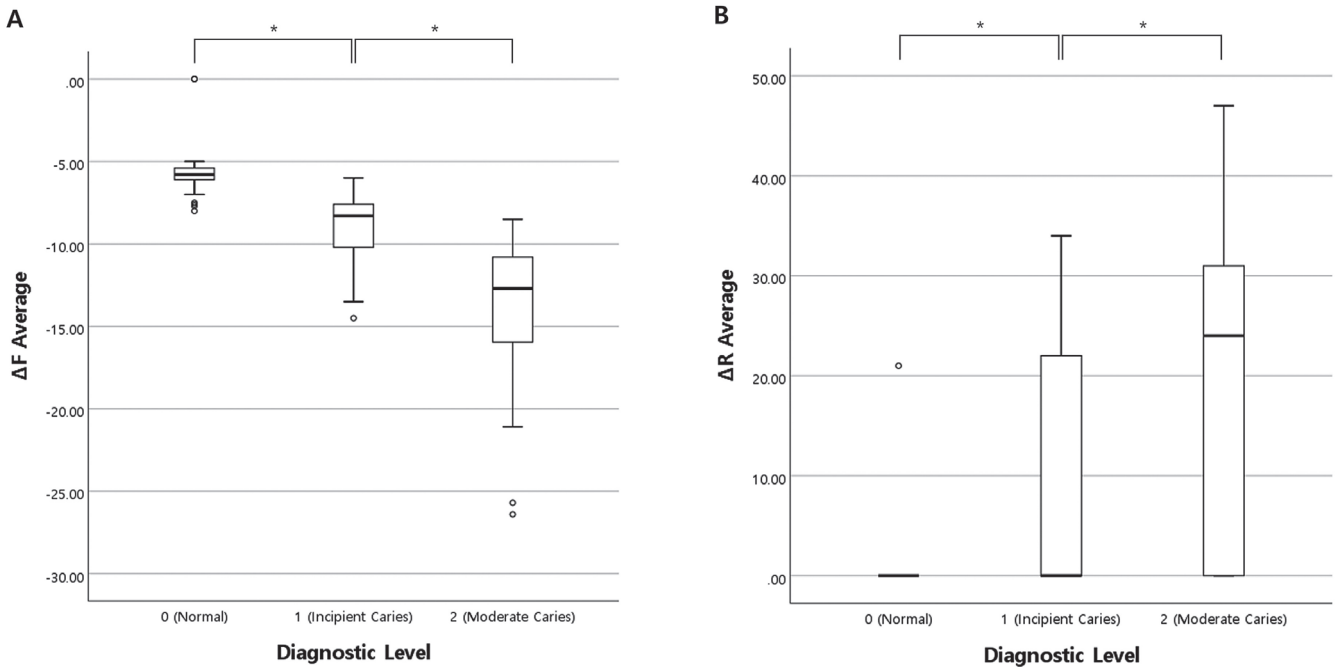 A
* *
.00
-5.00
-10.00
-15.00
-20.00
-25.00
-30.00
ΔF Average
0 (Normal) 1 (Incipient Caries) 2 (Moderate Caries)
Diagnostic Level
B
* *
50.00
40.00
30.00
20.00
10.00
.00
ΔR Average
0 (Normal) 1 (Incipient Caries) 2 (Moderate Caries)
Diagnostic Level